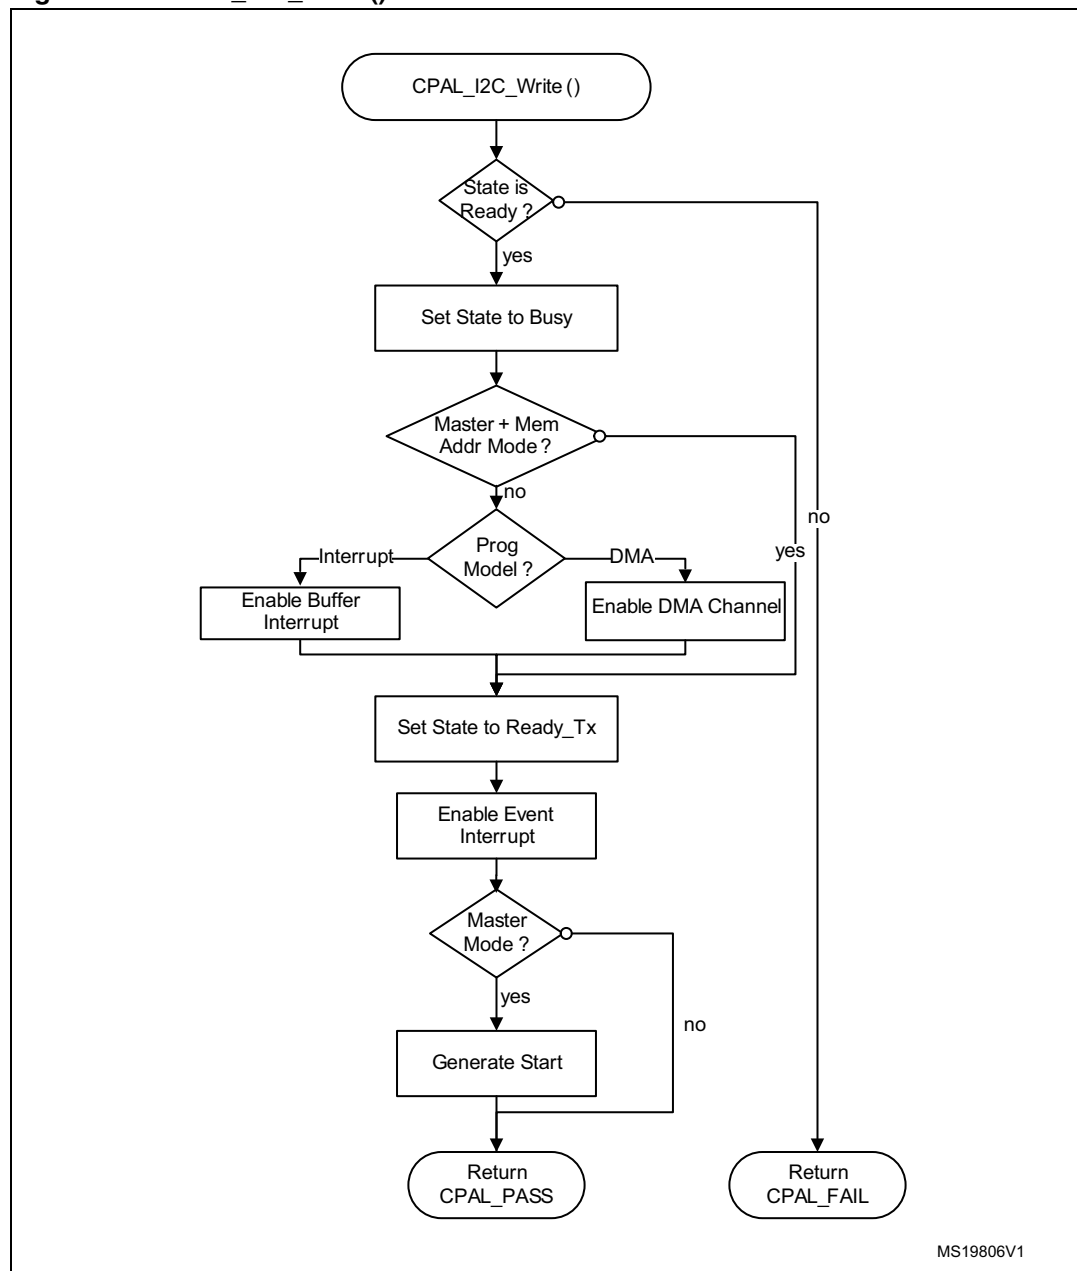 CPAL_I2C_Write ()
State is
Ready ?
yes
Set State to Busy
Master + Mem
Addr Mode ?
no
no
yes
Prog
Model ?
Interrupt
DMA
Enable Buffer
Interrupt
Enable DMA Channel
Set State to Ready_Tx
Enable Event
Interrupt
Master
Mode ?
yes
no
Generate Start
Return
CPAL_PASS
Return
CPAL_FAIL
MS19806V1